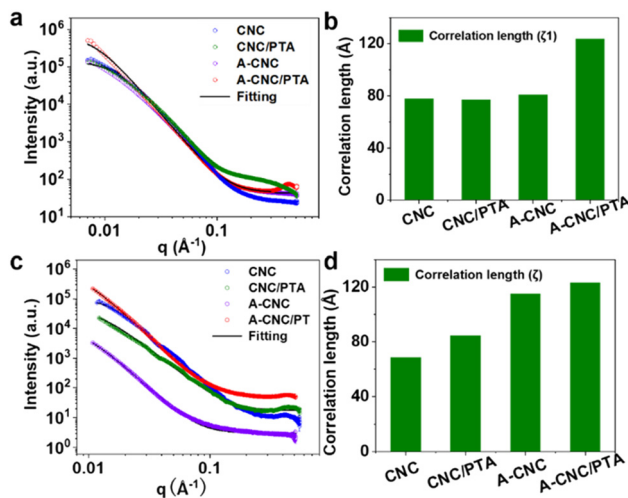 a
Intensity (a.u.)
10⁶
10⁵
10⁴
10³
10²
10¹
CNC
CNC/PTA
A-CNC
A-CNC/PTA
Fitting
0.01
0.1
q (Å⁻¹)
b
Correlation length (Å)
120
80
40
0
Correlation length (ζ1)
CNC
CNC/PTA
A-CNC
A-CNC/PTA
c
Intensity (a.u.)
10⁶
10⁵
10⁴
10³
10²
10¹
10⁰
CNC
CNC/PTA
A-CNC
A-CNC/PT
Fitting
0.01
0.1
q (Å⁻¹)
d
Correlation length (Å)
120
80
40
0
Correlation length (ζ)
CNC
CNC/PTA
A-CNC
A-CNC/PTA